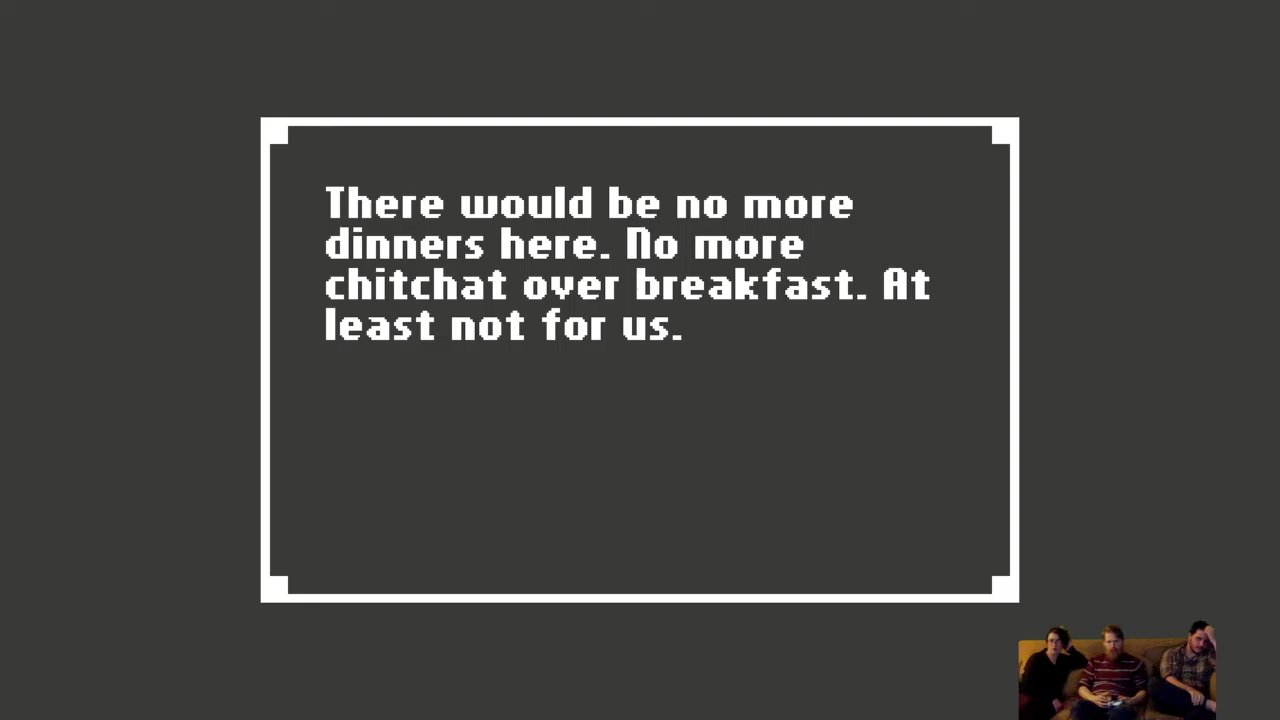 There would be no more
dinners here. No more
chitchat over breakfast. At
least not for us.